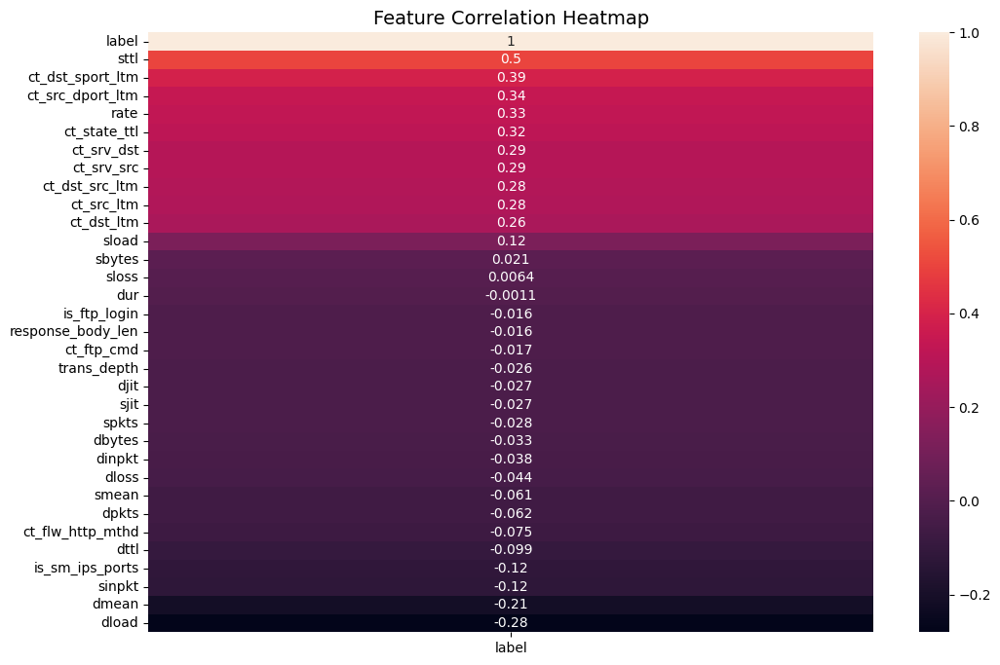 Feature Correlation Heatmap
label 1
sttl 0.5
ct_dst_sport_ltm 0.39
ct_src_dport_ltm 0.34
rate 0.33
ct_state_ttl 0.32
ct_srv_dst 0.29
ct_srv_src 0.29
ct_dst_src_ltm 0.28
ct_src_ltm 0.28
ct_dst_ltm 0.26
sload 0.12
sbytes 0.021
sloss 0.0064
dur -0.0011
is_ftp_login -0.016
response_body_len -0.016
ct_ftp_cmd -0.017
trans_depth -0.026
djit -0.027
sjit -0.027
spkts -0.028
dbytes -0.033
dinpkt -0.038
dloss -0.044
smean -0.061
dpkts -0.062
ct_flw_http_mthd -0.075
dttl -0.099
is_sm_ips_ports -0.12
sinpkt -0.12
dmean -0.21
dload -0.28
label
1.0
0.8
0.6
0.4
0.2
0.0
−0.2